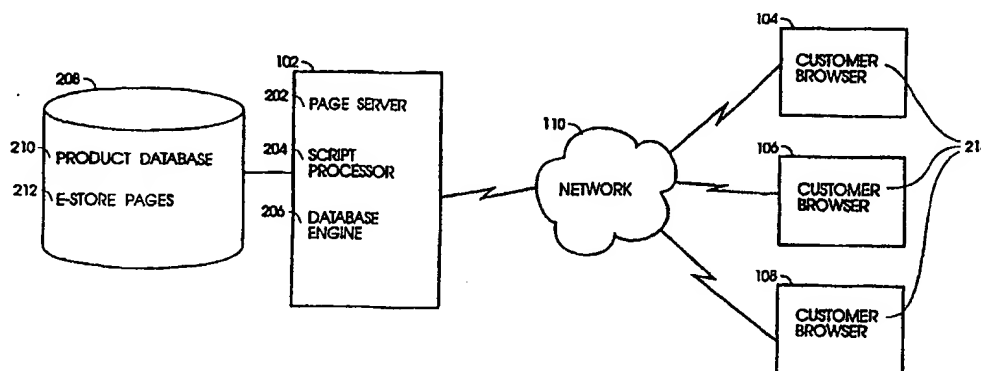 208
210 PRODUCT DATABASE
212 E-STORE PAGES
102
202 PAGE SERVER
204 SCRIPT
PROCESSOR
206 DATABASE
ENGINE
110
NETWORK
104
CUSTOMER
BROWSER
106
CUSTOMER
BROWSER
108
CUSTOMER
BROWSER